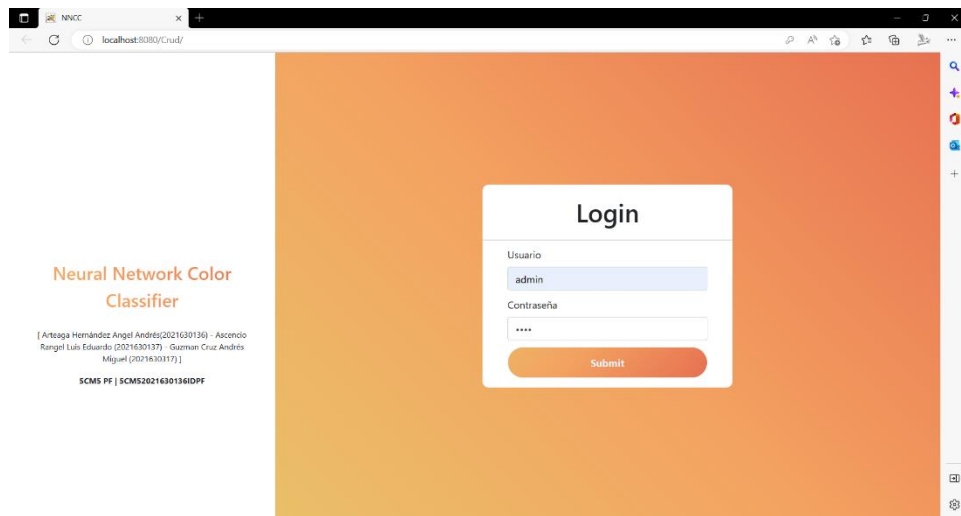 NNCC
localhost:8080/Crud/
Neural Network Color
Classifier
[ Arteaga Hernández Angel Andrés(2021630136) - Ascencio
Rangel Luis Eduardo (2021630137) - Guzman Cruz Andrés
Miguel (2021630317) ]
5CM5 PF | 5CM52021630136IDPF
Login
Usuario
admin
Contraseña
••••
Submit